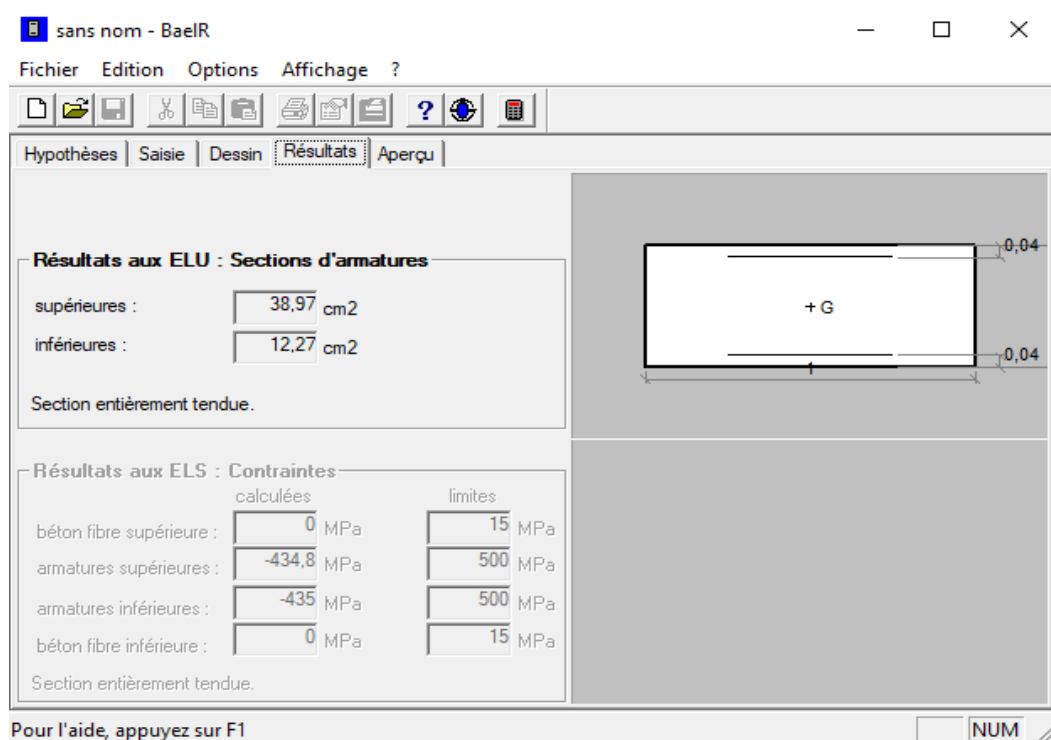 sans nom - BaelR
Fichier Edition Options Affichage ?
Hypothèses Saisie Dessin Résultats Aperçu
Résultats aux ELU : Sections d'armatures
supérieures : 38,97 cm2
inférieures : 12,27 cm2
Section entièrement tendue.
Résultats aux ELS : Contraintes
calculées limites
béton fibre supérieure : 0 MPa 15 MPa
armatures supérieures : -434,8 MPa 500 MPa
armatures inférieures : -435 MPa 500 MPa
béton fibre inférieure : 0 MPa 15 MPa
Section entièrement tendue.
0,04
+ G
0,04
1
Pour l'aide, appuyez sur F1
NUM